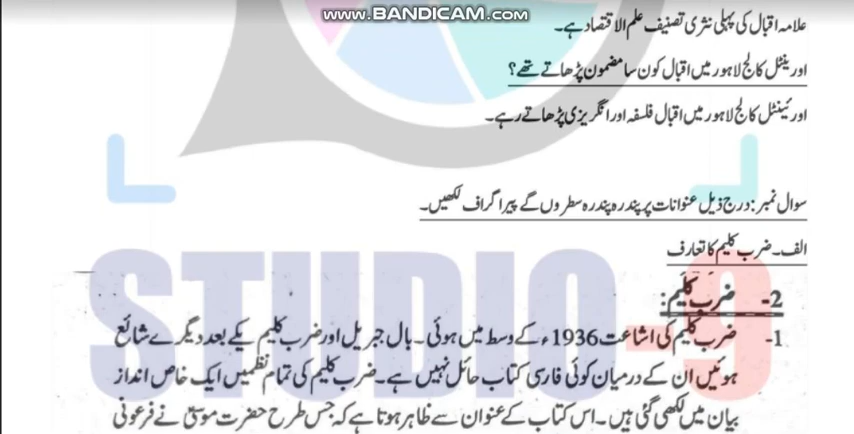 www.BANDICAM.com
علامہ اقبال کی پہلی نثری تصنیف علم الاقتصاد ہے۔
اورینٹل کالج لاہور میں اقبال کون سا مضمون پڑھاتے تھے؟
اورئینٹل کالج لاہور میں اقبال فلسفہ اور انگریزی پڑھاتے رہے۔
سوال نمبر: درج ذیل عنوانات پر پندرہ پندرہ سطروں گے پیراگراف لکھیں۔
الف۔ ضرب کلیم کا تعارف
STUDIO-9
2- ضرب کلیم:
1- ضرب کلیم کی اشاعت 1936ء کے وسط میں ہوئی۔ بال جبریل اور ضرب کلیم یکے بعد دیگرے شائع
ہوئیں ان کے درمیان کوئی فارسی کتاب حائل نہیں ہے۔ ضرب کلیم کی تمام نظمیں ایک خاص انداز
بیان میں لکھی گئی ہیں۔ اس کتاب کے عنوان سے ظاہر ہوتا ہے کہ جس طرح حضرت موسیٰؑ نے فرعونی